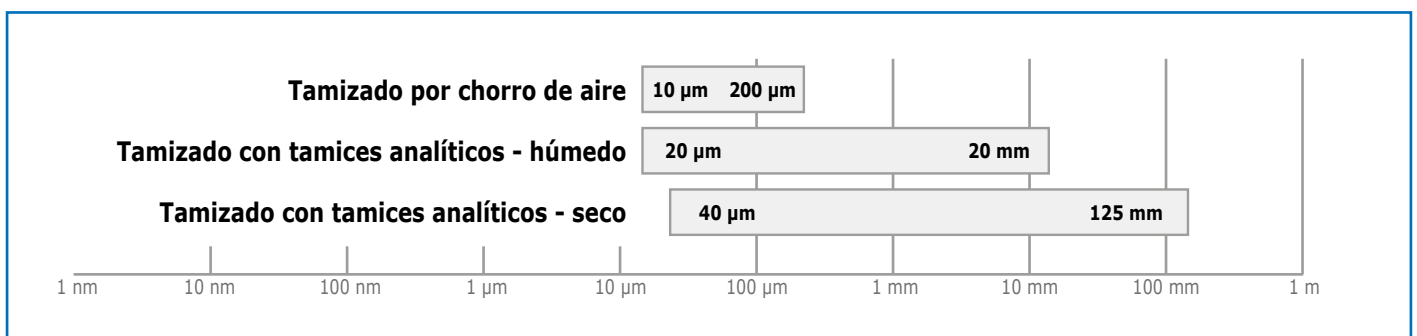 Tamizado por chorro de aire 10 µm 200 µm
Tamizado con tamices analíticos - húmedo 20 µm 20 mm
Tamizado con tamices analíticos - seco 40 µm 125 mm
1 nm 10 nm 100 nm 1 µm 10 µm 100 µm 1 mm 10 mm 100 mm 1 m